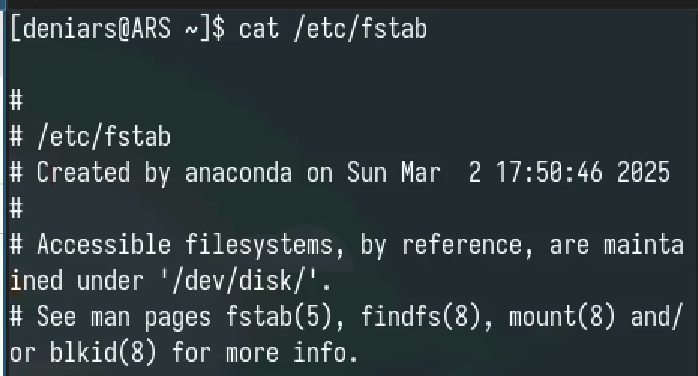 [deniars@ARS ~]$ cat /etc/fstab
#
# /etc/fstab
# Created by anaconda on Sun Mar  2 17:50:46 2025
#
# Accessible filesystems, by reference, are mainta
ined under '/dev/disk/'.
# See man pages fstab(5), findfs(8), mount(8) and/
or blkid(8) for more info.